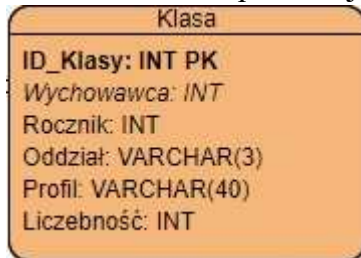 Klasa
ID_Klasy: INT PK
Wychowawca: INT
Rocznik: INT
Oddział: VARCHAR(3)
Profil: VARCHAR(40)
Liczebność: INT